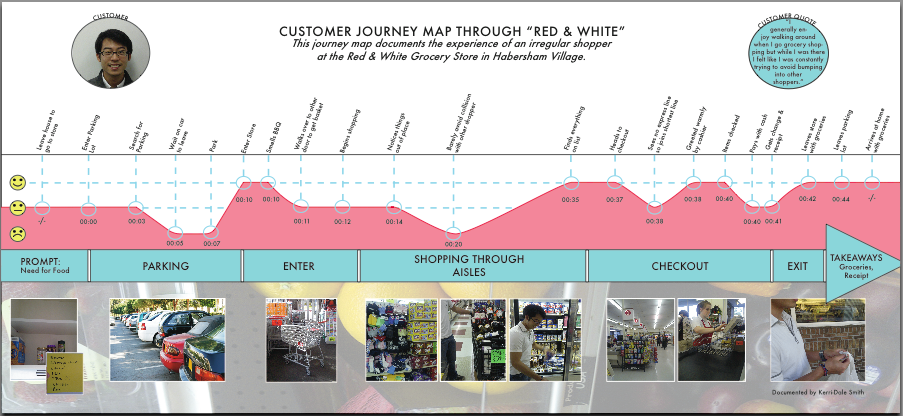 CUSTOMER
CUSTOMER JOURNEY MAP THROUGH "RED & WHITE"
This journey map documents the experience of an irregular shopper
at the Red & White Grocery Store in Habersham Village.
CUSTOMER QUOTE
"I
generally en-
joy walking around
when I go grocery shop-
ping but while I was there
I felt like I was constantly
trying to avoid bumping
into other
shoppers."
Leave house to
go to store
Enter Parking
Lot
Search for
Parking
Wait on car
to leave
Park
Enter Store
Smells BBQ
Walks over to other
door to get basket
Begins shopping
Notices things
out of place
Barely avoid collision
with other shopper
Finds everything
on list
Heads to
checkout
Sees no express line
so joins shortest line
Greeted warmly
by cashier
Items checked
Pays with cash
Gets change &
receipt
Leaves store
with groceries
Leaves parking
lot
Arrives at home
with groceries
-/-
00:00
00:03
00:05
00:07
00:10
00:10
00:11
00:12
00:14
00:20
00:35
00:37
00:38
00:38
00:40
00:40
00:41
00:42
00:44
-/-
PROMPT:
Need for Food
PARKING
ENTER
SHOPPING THROUGH
AISLES
CHECKOUT
EXIT
TAKEAWAYS
Groceries,
Receipt
Documented by Kerri-Dale Smith